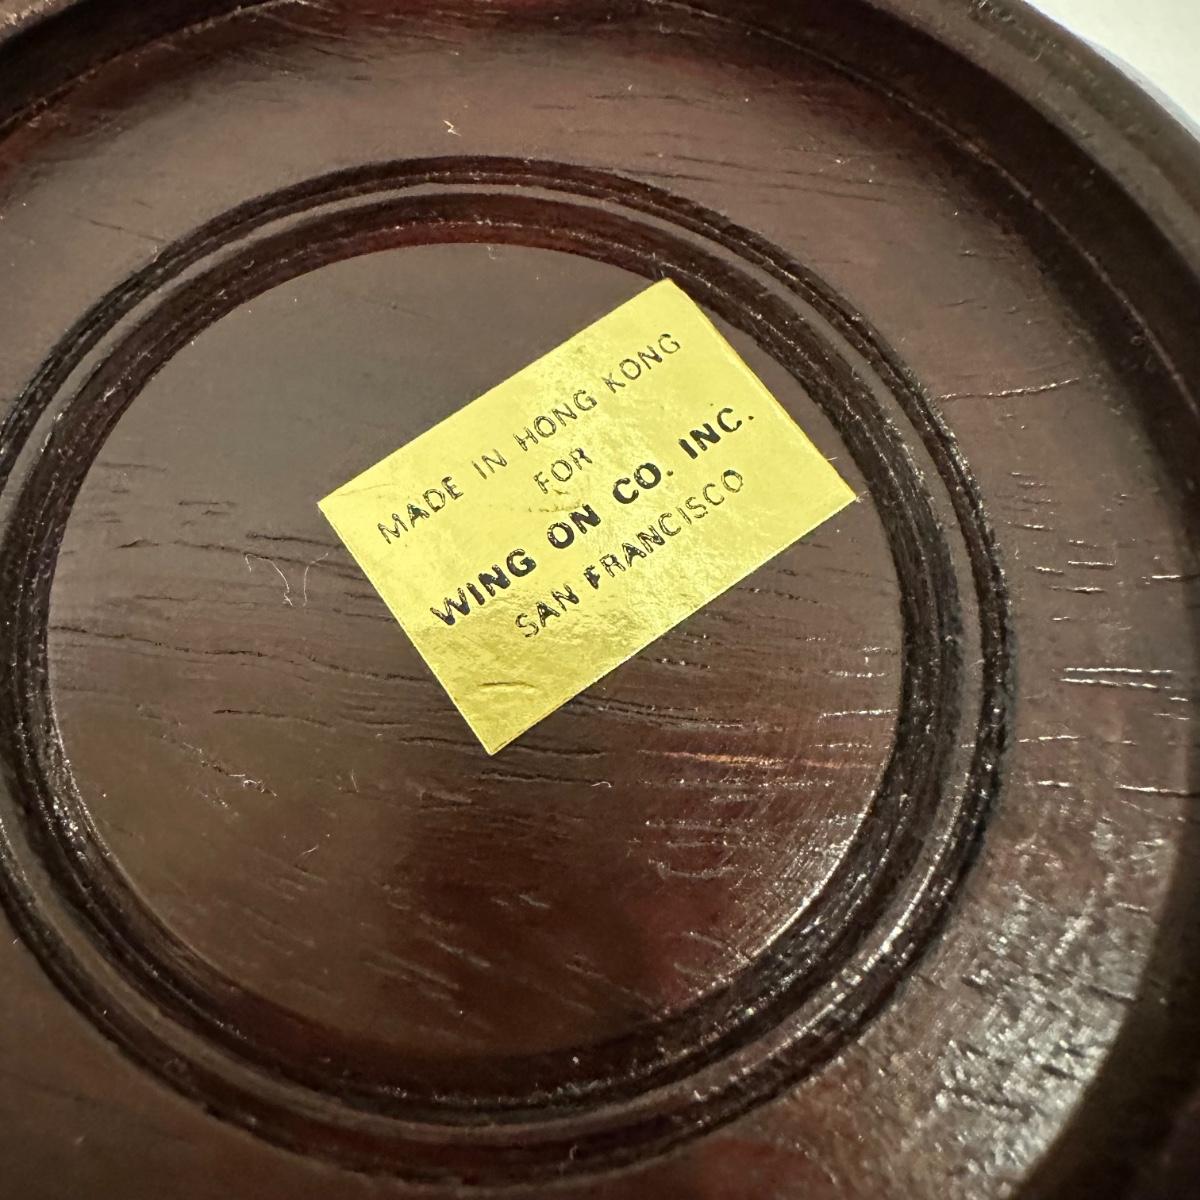 MADE IN HONG KONG
FOR
WING ON CO. INC.
SAN FRANCISCO